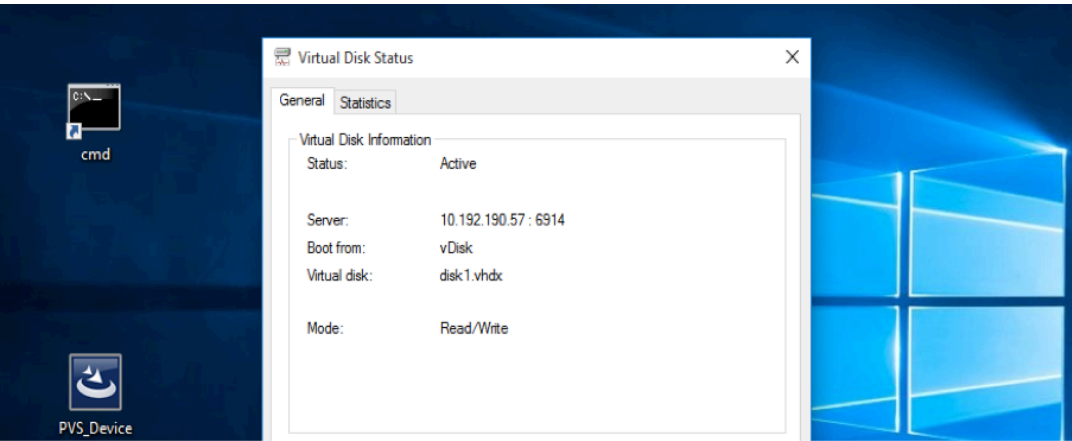 Virtual Disk Status
General Statistics
Virtual Disk Information
Status: Active
Server: 10.192.190.57 : 6914
Boot from: vDisk
Virtual disk: disk1.vhdx
Mode: Read/Write
C:\_
cmd
PVS_Device